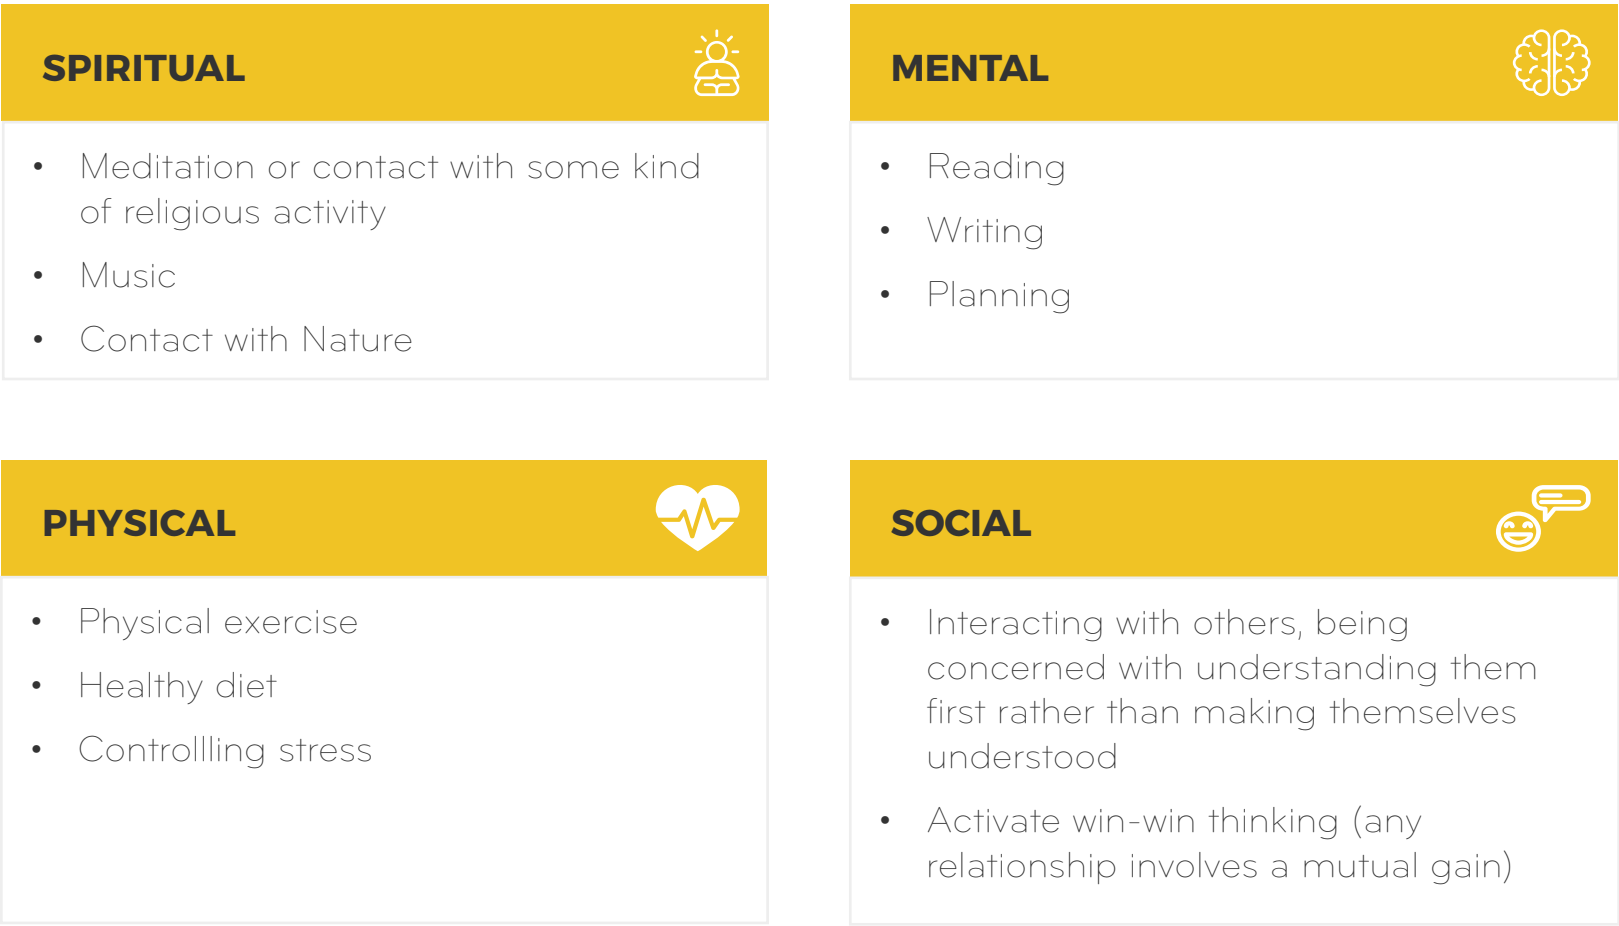 SPIRITUAL
• Meditation or contact with some kind
of religious activity
• Music
• Contact with Nature
MENTAL
• Reading
• Writing
• Planning
PHYSICAL
• Physical exercise
• Healthy diet
• Controllling stress
SOCIAL
• Interacting with others, being
concerned with understanding them
first rather than making themselves
understood
• Activate win-win thinking (any
relationship involves a mutual gain)